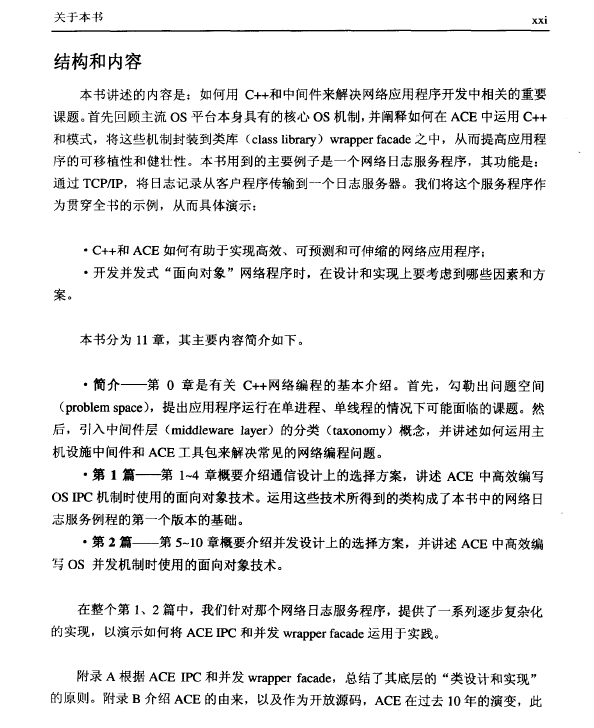 关于本书
xxi
结构和内容
本书讲述的内容是：如何用 C++和中间件来解决网络应用程序开发中相关的重要
课题。首先回顾主流 OS 平台本身具有的核心 OS 机制，并阐释如何在 ACE 中运用 C++
和模式，将这些机制封装到类库（class library）wrapper facade 之中，从而提高应用程
序的可移植性和健壮性。本书用到的主要例子是一个网络日志服务程序，其功能是：
通过 TCP/IP，将日志记录从客户程序传输到一个日志服务器。我们将这个服务程序作
为贯穿全书的示例，从而具体演示：
·C++和 ACE 如何有助于实现高效、可预测和可伸缩的网络应用程序；
·开发并发式“面向对象”网络程序时，在设计和实现上要考虑到哪些因素和方
案。
本书分为 11 章，其主要内容简介如下。
·简介——第 0 章是有关 C++网络编程的基本介绍。首先，勾勒出问题空间
（problem space），提出应用程序运行在单进程、单线程的情况下可能面临的课题。然
后，引入中间件层（middleware layer）的分类（taxonomy）概念，并讲述如何运用主
机设施中间件和 ACE 工具包来解决常见的网络编程问题。
·第 1 篇——第 1~4 章概要介绍通信设计上的选择方案，讲述 ACE 中高效编写
OS IPC 机制时使用的面向对象技术。运用这些技术所得到的类构成了本书中的网络日
志服务例程的第一个版本的基础。
·第 2 篇——第 5~10 章概要介绍并发设计上的选择方案，并讲述 ACE 中高效编
写 OS 并发机制时使用的面向对象技术。
在整个第 1、2 篇中，我们针对那个网络日志服务程序，提供了一系列逐步复杂化
的实现，以演示如何将 ACE IPC 和并发 wrapper facade 运用于实践。
附录 A 根据 ACE IPC 和并发 wrapper facade，总结了其底层的“类设计和实现”
的原则。附录 B 介绍 ACE 的由来，以及作为开放源码，ACE 在过去 10 年的演变，此